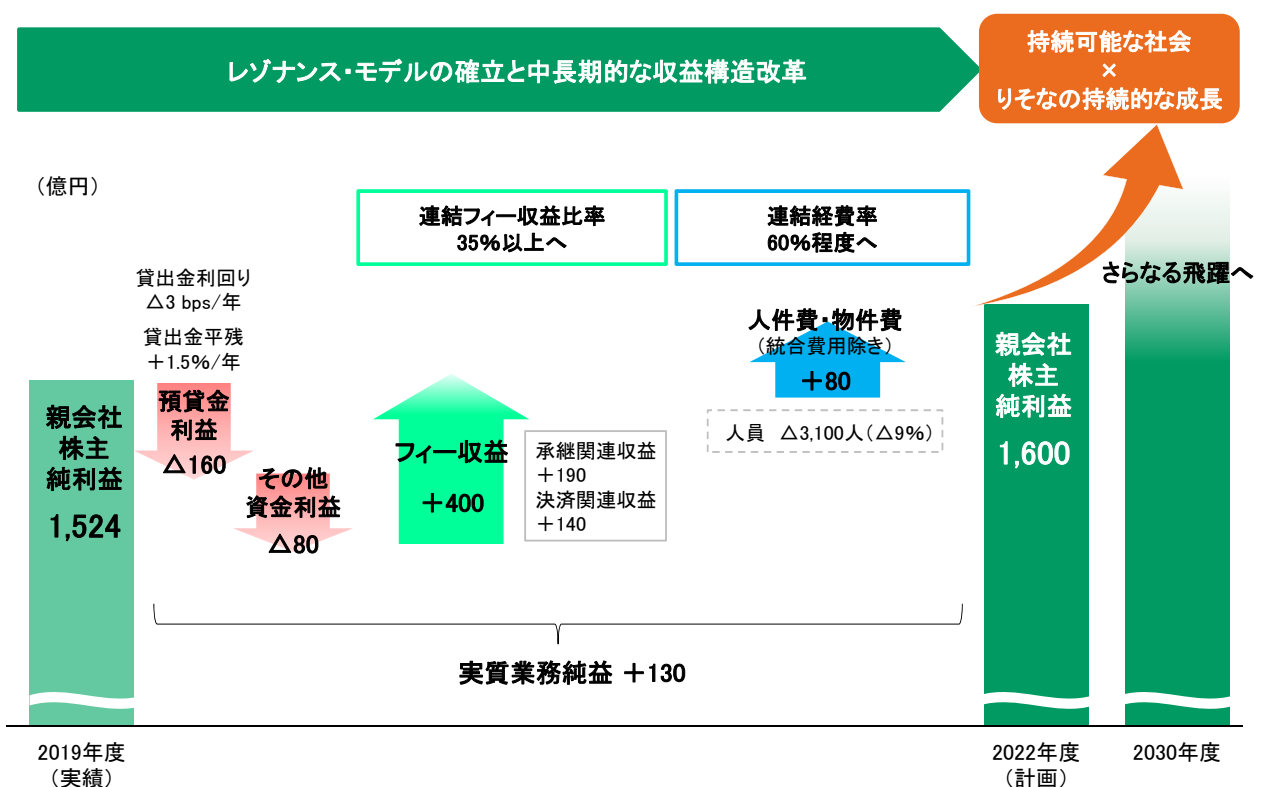 レゾナンス・モデルの確立と中長期的な収益構造改革
持続可能な社会
×
りそなの持続的な成長
（億円）
連結フィー収益比率
35%以上へ
連結経費率
60%程度へ
さらなる飛躍へ
貸出金利回り
△3 bps/年
貸出金平残
＋1.5%/年
人件費・物件費
（統合費用除き）
＋80
人員　△3,100人（△9%）
親会社
株主
純利益
1,524
預貸金
利益
△160
その他
資金利益
△80
フィー収益
＋400
承継関連収益
＋190
決済関連収益
＋140
親会社
株主
純利益
1,600
実質業務純益 ＋130
2019年度
（実績）
2022年度
（計画）
2030年度